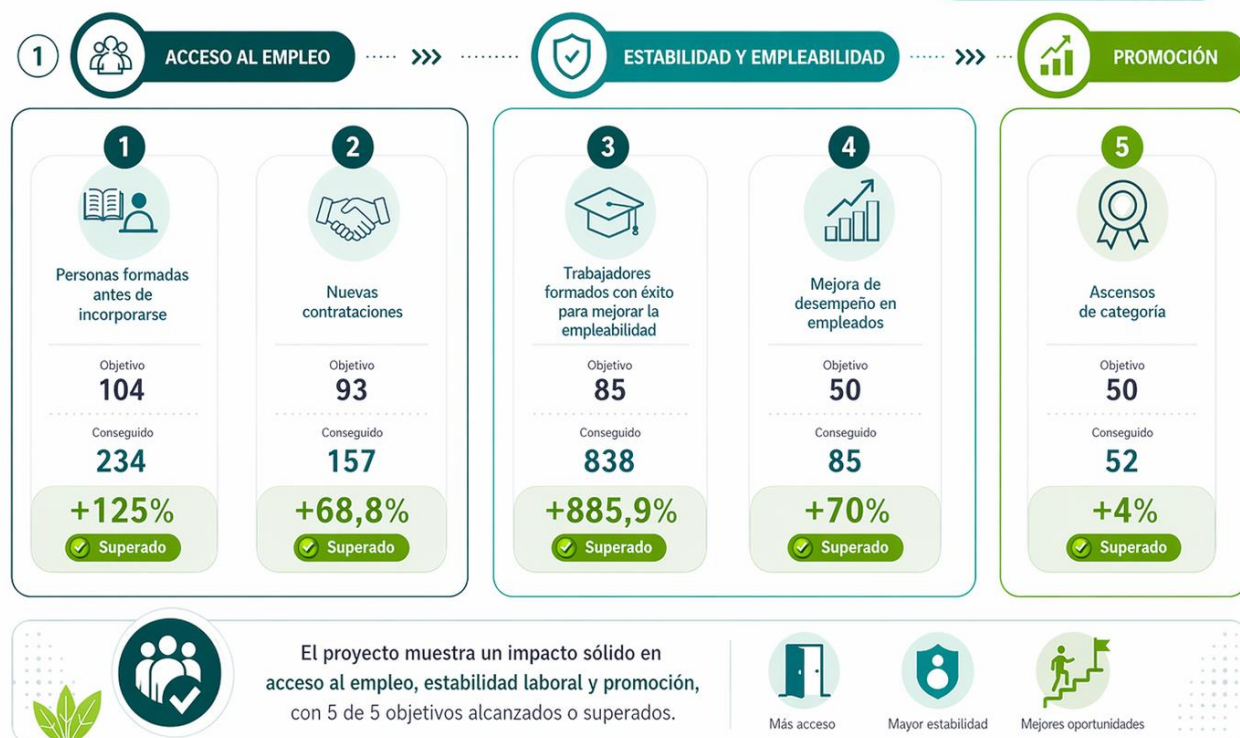 1
ACCESO AL EMPLEO
ESTABILIDAD Y EMPLEABILIDAD
PROMOCIÓN
1
Personas formadas
antes de
incorporarse
Objetivo
104
Conseguido
234
+125%
Superado
2
Nuevas
contrataciones
Objetivo
93
Conseguido
157
+68,8%
Superado
3
Trabajadores
formados con éxito
para mejorar la
empleabilidad
Objetivo
85
Conseguido
838
+885,9%
Superado
4
Mejora de
desempeño en
empleados
Objetivo
50
Conseguido
85
+70%
Superado
5
Ascensos
de categoría
Objetivo
50
Conseguido
52
+4%
Superado
El proyecto muestra un impacto sólido en
acceso al empleo, estabilidad laboral y promoción,
con 5 de 5 objetivos alcanzados o superados.
Más acceso
Mayor estabilidad
Mejores oportunidades